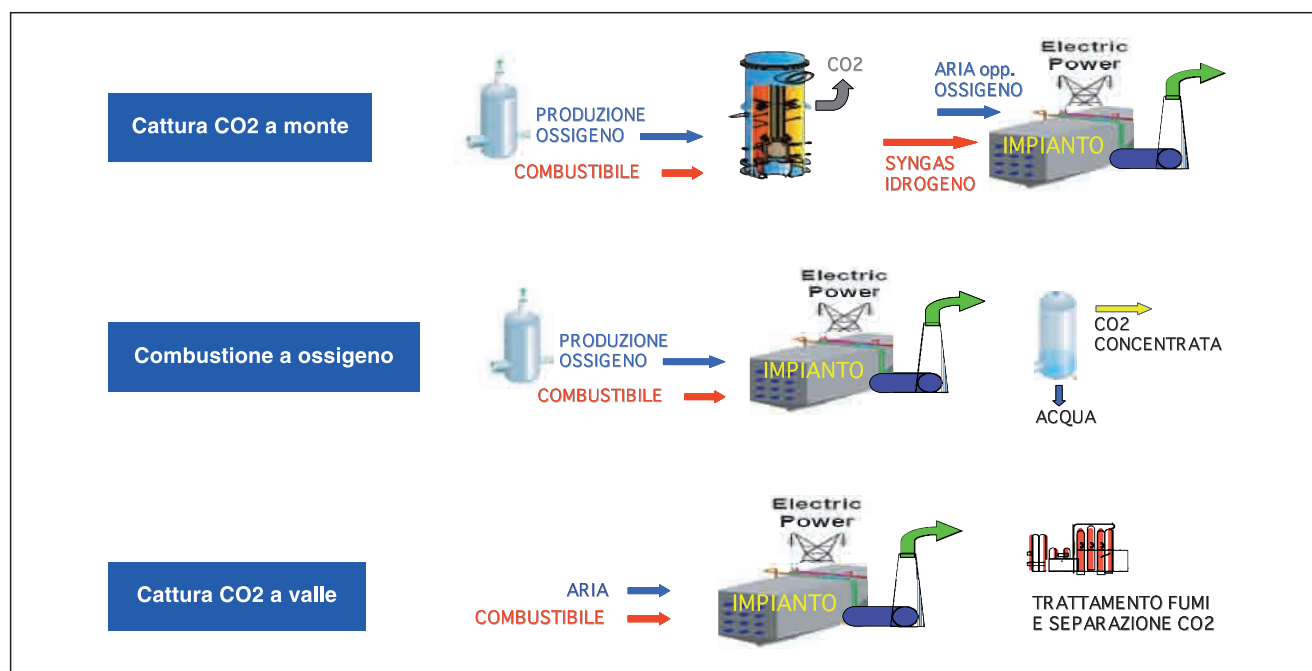 Cattura CO2 a monte
PRODUZIONE
OSSIGENO
COMBUSTIBILE
CO2
ARIA opp.
OSSIGENO
SYNGAS
IDROGENO
Electric
Power
IMPIANTO
Combustione a ossigeno
PRODUZIONE
OSSIGENO
COMBUSTIBILE
Electric
Power
IMPIANTO
CO2
CONCENTRATA
ACQUA
Cattura CO2 a valle
ARIA
COMBUSTIBILE
Electric
Power
IMPIANTO
TRATTAMENTO FUMI
E SEPARAZIONE CO2